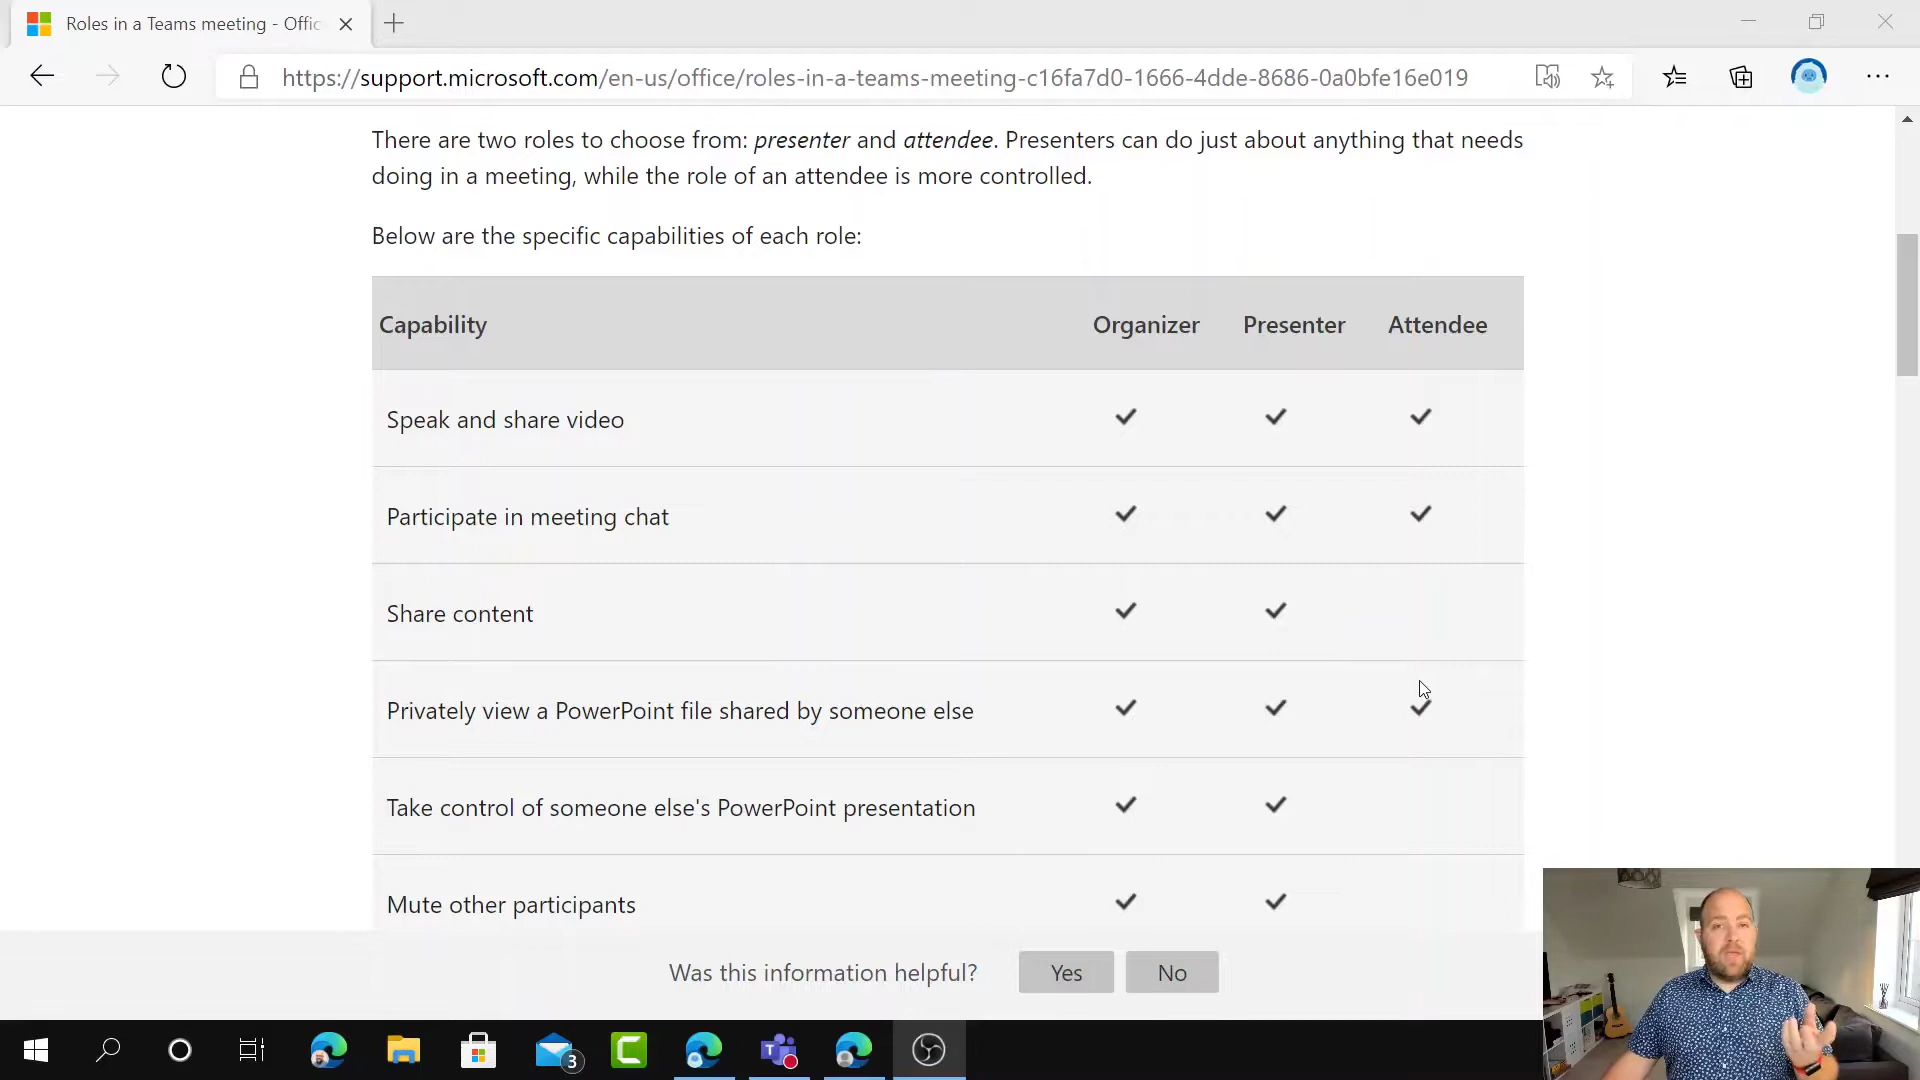 Roles in a Teams meeting - Offic
https://support.microsoft.com/en-us/office/roles-in-a-teams-meeting-c16fa7d0-1666-4dde-8686-0a0bfe16e019
There are two roles to choose from: presenter and attendee. Presenters can do just about anything that needs
doing in a meeting, while the role of an attendee is more controlled.
Below are the specific capabilities of each role:
Capability Organizer Presenter Attendee
Speak and share video
Participate in meeting chat
Share content
Privately view a PowerPoint file shared by someone else
Take control of someone else's PowerPoint presentation
Mute other participants
Was this information helpful? Yes No
3